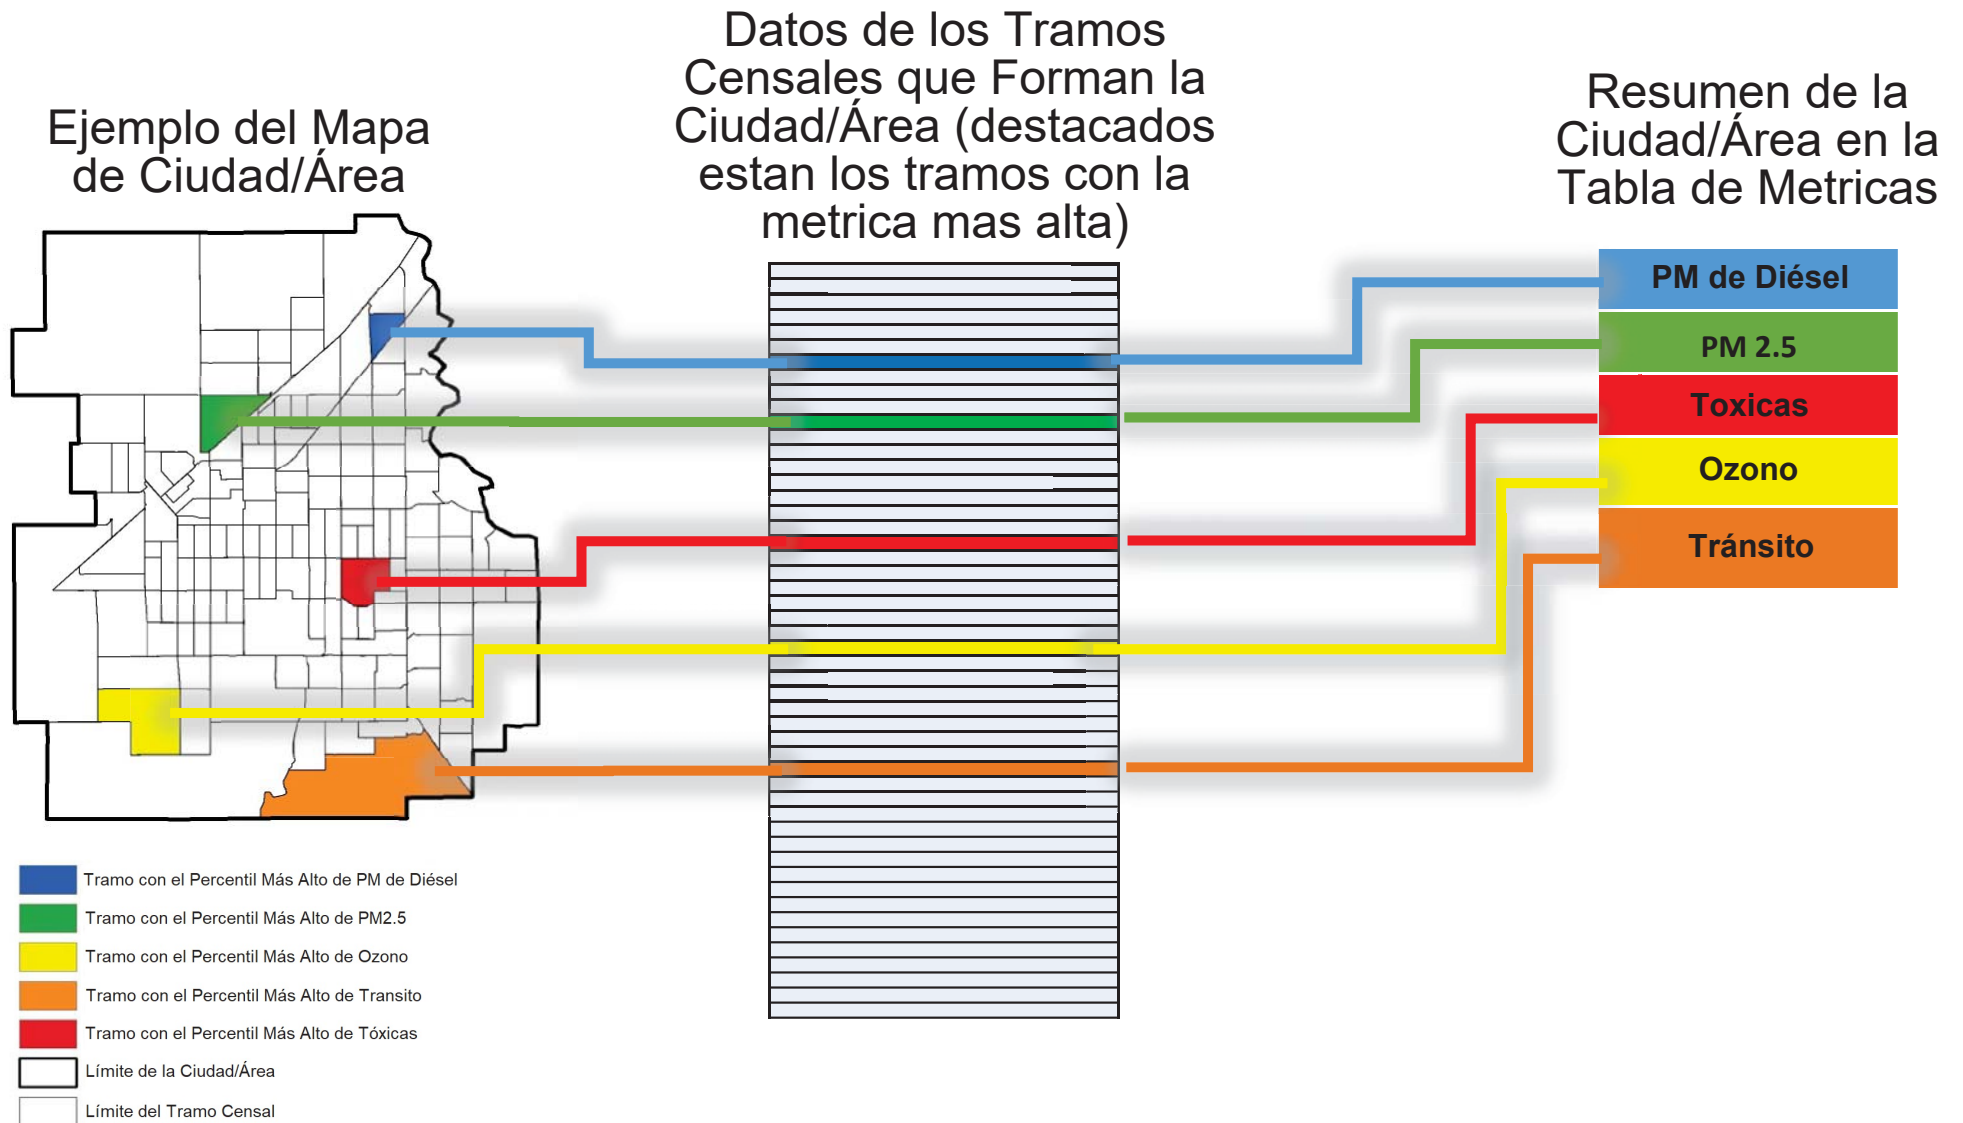 Ejemplo del Mapa
de Ciudad/Área
Datos de los Tramos
Censales que Forman la
Ciudad/Área (destacados
estan los tramos con la
metrica mas alta)
Resumen de la
Ciudad/Área en la
Tabla de Metricas
PM de Diésel
PM 2.5
Toxicas
Ozono
Tránsito
Tramo con el Percentil Más Alto de PM de Diésel
Tramo con el Percentil Más Alto de PM2.5
Tramo con el Percentil Más Alto de Ozono
Tramo con el Percentil Más Alto de Transito
Tramo con el Percentil Más Alto de Tóxicas
Límite de la Ciudad/Área
Límite del Tramo Censal